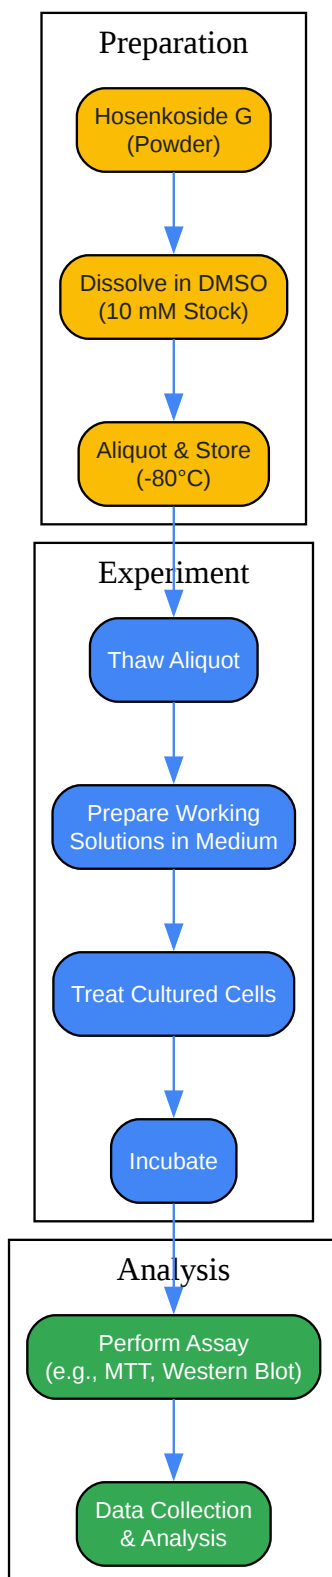 Preparation
Hosenkoside G
(Powder)
Dissolve in DMSO
(10 mM Stock)
Aliquot & Store
(-80°C)
Experiment
Thaw Aliquot
Prepare Working
Solutions in Medium
Treat Cultured Cells
Incubate
Analysis
Perform Assay
(e.g., MTT, Western Blot)
Data Collection
& Analysis